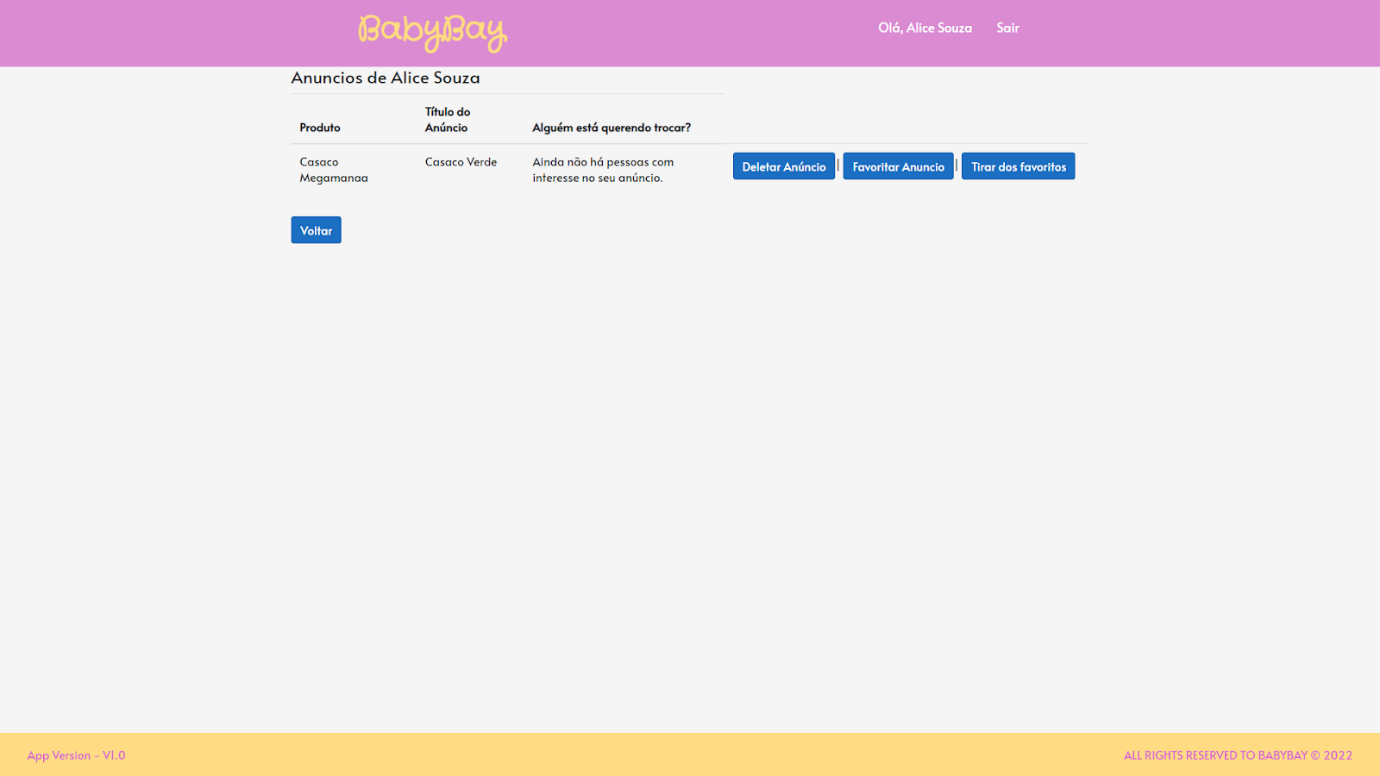 BabyBay
Olá, Alice Souza Sair
Anuncios de Alice Souza
Produto
Título do
Anúncio
Alguém está querendo trocar?
Casaco
Megamanaa
Casaco Verde
Ainda não há pessoas com
interesse no seu anúncio.
Deletar Anúncio | Favoritar Anuncio | Tirar dos favoritos
Voltar
App Version - V1.0
ALL RIGHTS RESERVED TO BABYBAY © 2022